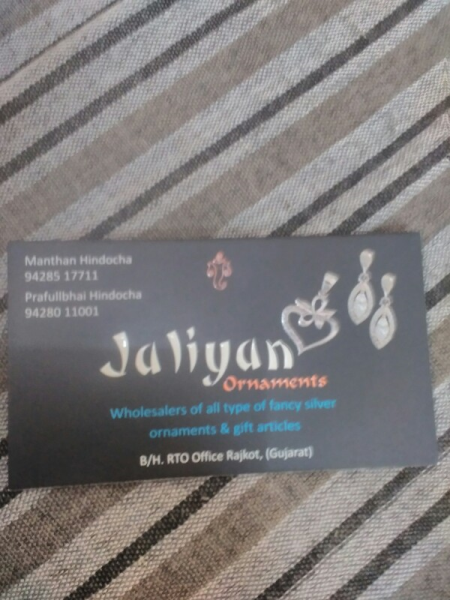 Manthan Hindocha
94285 17711
Prafullbhai Hindocha
94280 11001
Jaliyan
Ornaments
Wholesalers of all type of fancy silver
ornaments & gift articles
B/H. RTO Office Rajkot, (Gujarat)